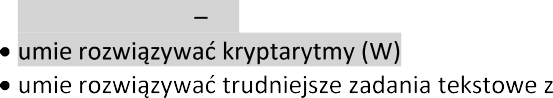 –
• umie rozwiązywać kryptarytmy (W)
• umie rozwiązywać trudniejsze zadania tekstowe z